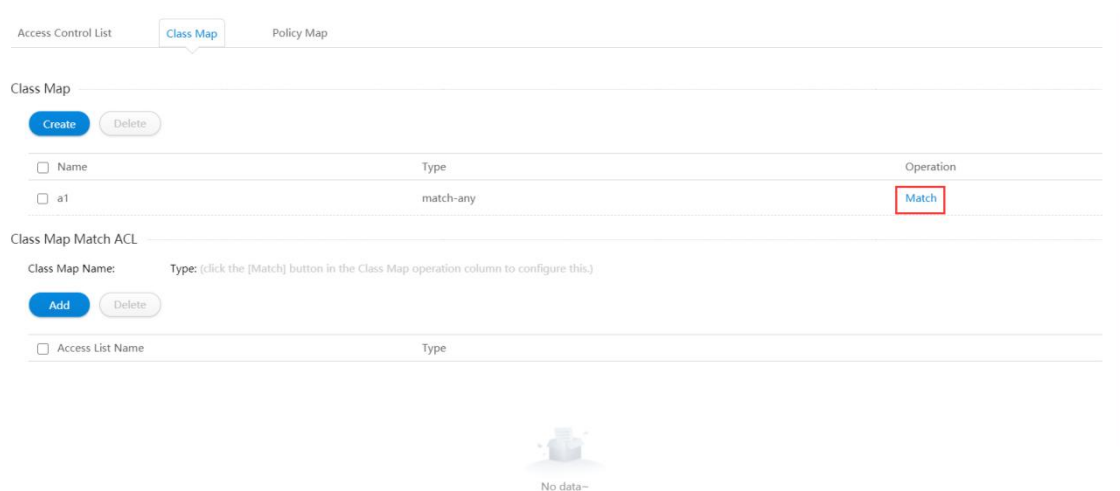 Access Control List Class Map Policy Map
Class Map
Create Delete
Name Type Operation
a1 match-any Match
Class Map Match ACL
Class Map Name: Type: (click the [Match] button in the Class Map operation column to configure this.)
Add Delete
Access List Name Type
No data~